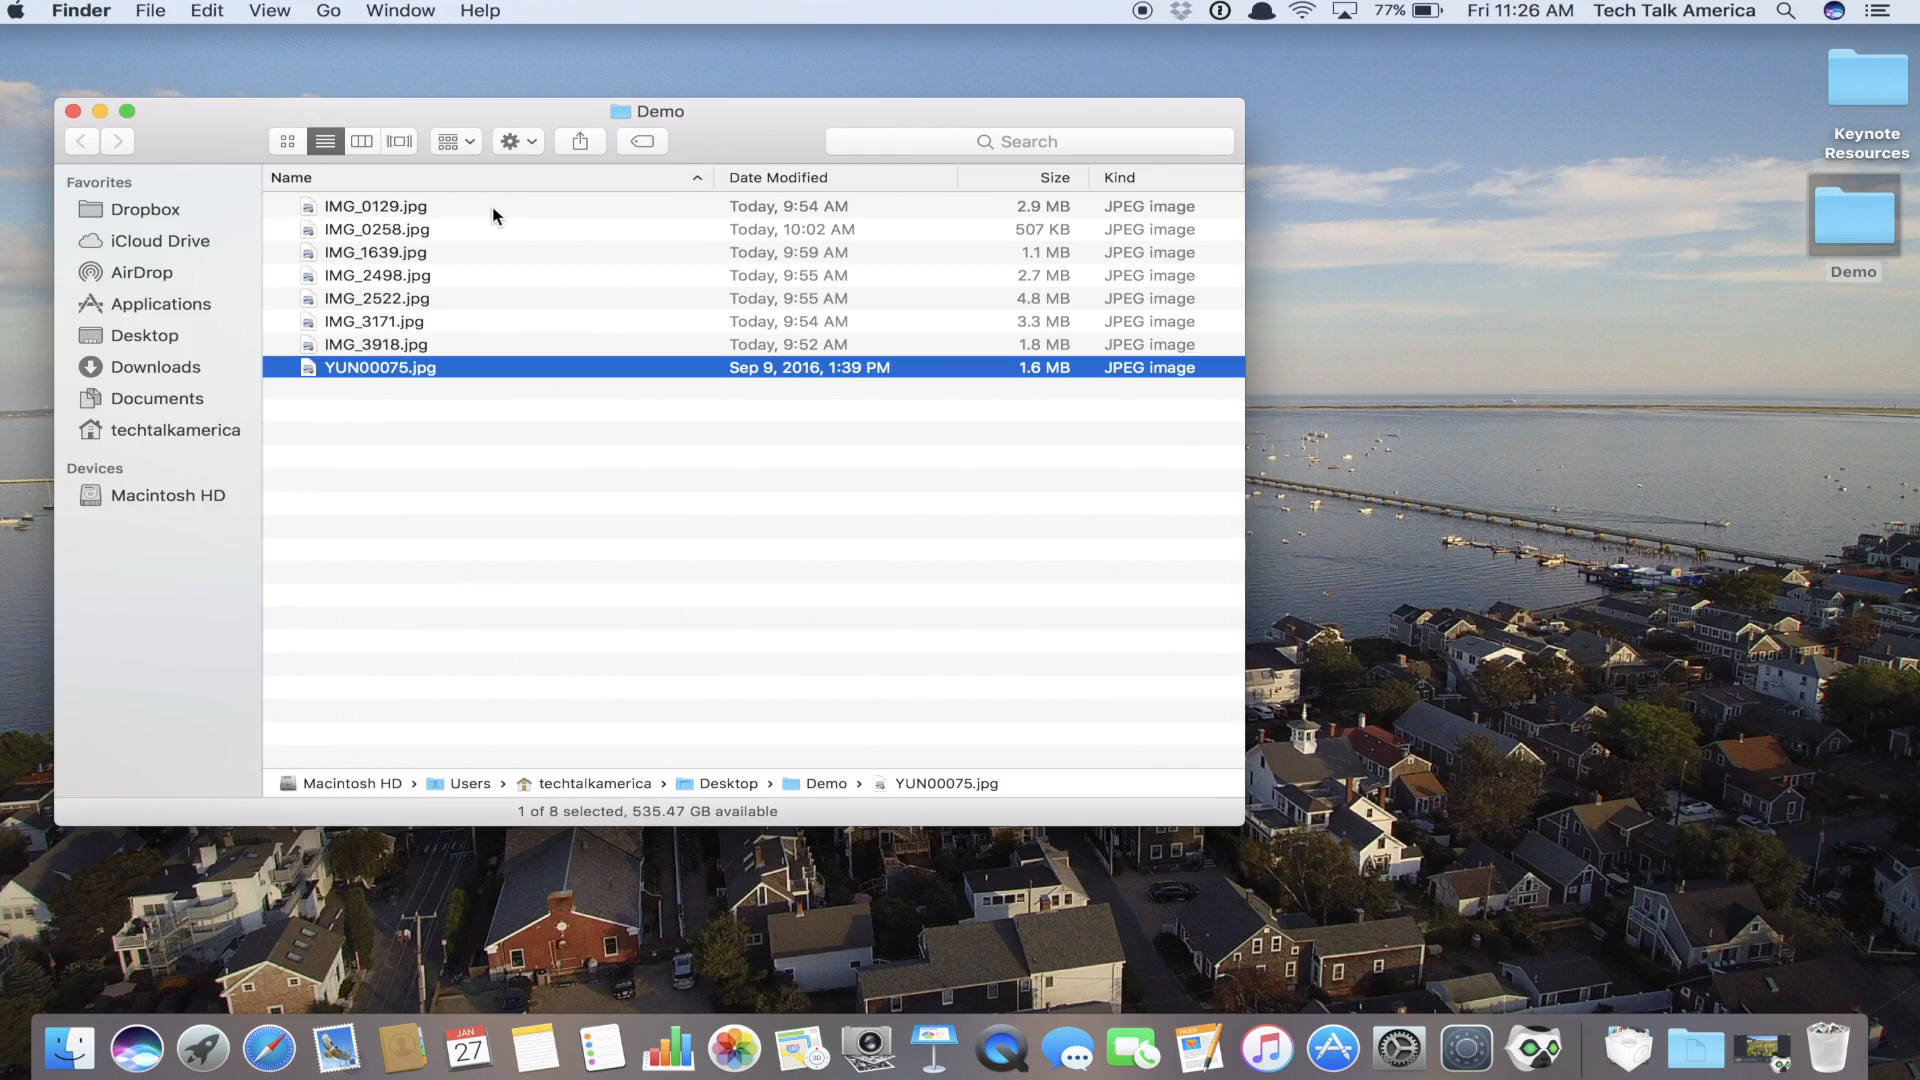 Finder File Edit View Go Window Help 77% Fri 11:26 AM Tech Talk America
Keynote
Resources
Demo
Demo
Search
Favorites
Dropbox
iCloud Drive
AirDrop
Applications
Desktop
Downloads
Documents
techtalkamerica
Devices
Macintosh HD
Name Date Modified Size Kind
IMG_0129.jpg Today, 9:54 AM 2.9 MB JPEG image
IMG_0258.jpg Today, 10:02 AM 507 KB JPEG image
IMG_1639.jpg Today, 9:59 AM 1.1 MB JPEG image
IMG_2498.jpg Today, 9:55 AM 2.7 MB JPEG image
IMG_2522.jpg Today, 9:55 AM 4.8 MB JPEG image
IMG_3171.jpg Today, 9:54 AM 3.3 MB JPEG image
IMG_3918.jpg Today, 9:52 AM 1.8 MB JPEG image
YUN00075.jpg Sep 9, 2016, 1:39 PM 1.6 MB JPEG image
Macintosh HD › Users › techtalkamerica › Desktop › Demo › YUN00075.jpg
1 of 8 selected, 535.47 GB available
JAN
27
3D
PAGES